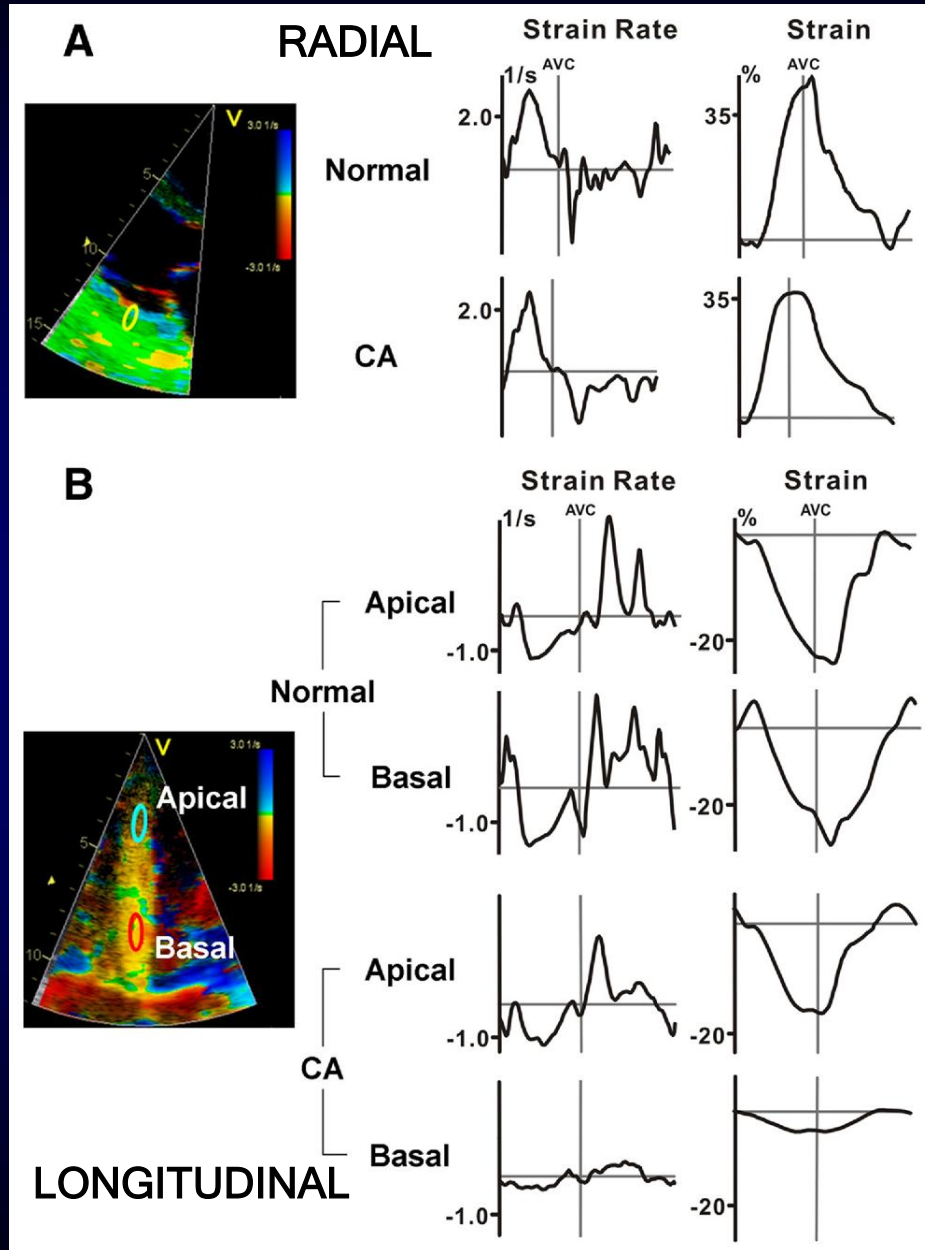 A
RADIAL
Strain Rate
Strain
V
3.0 1/s
-3.0 1/s
5
10
15
Normal
1/s
AVC
2.0
%
AVC
35
CA
2.0
35
B
Strain Rate
Strain
Normal
Apical
1/s
AVC
-1.0
%
AVC
-20
Basal
-1.0
-20
V
3.0 1/s
-3.0 1/s
Apical
5
Basal
10
CA
Apical
-1.0
-20
Basal
-1.0
-20
LONGITUDINAL